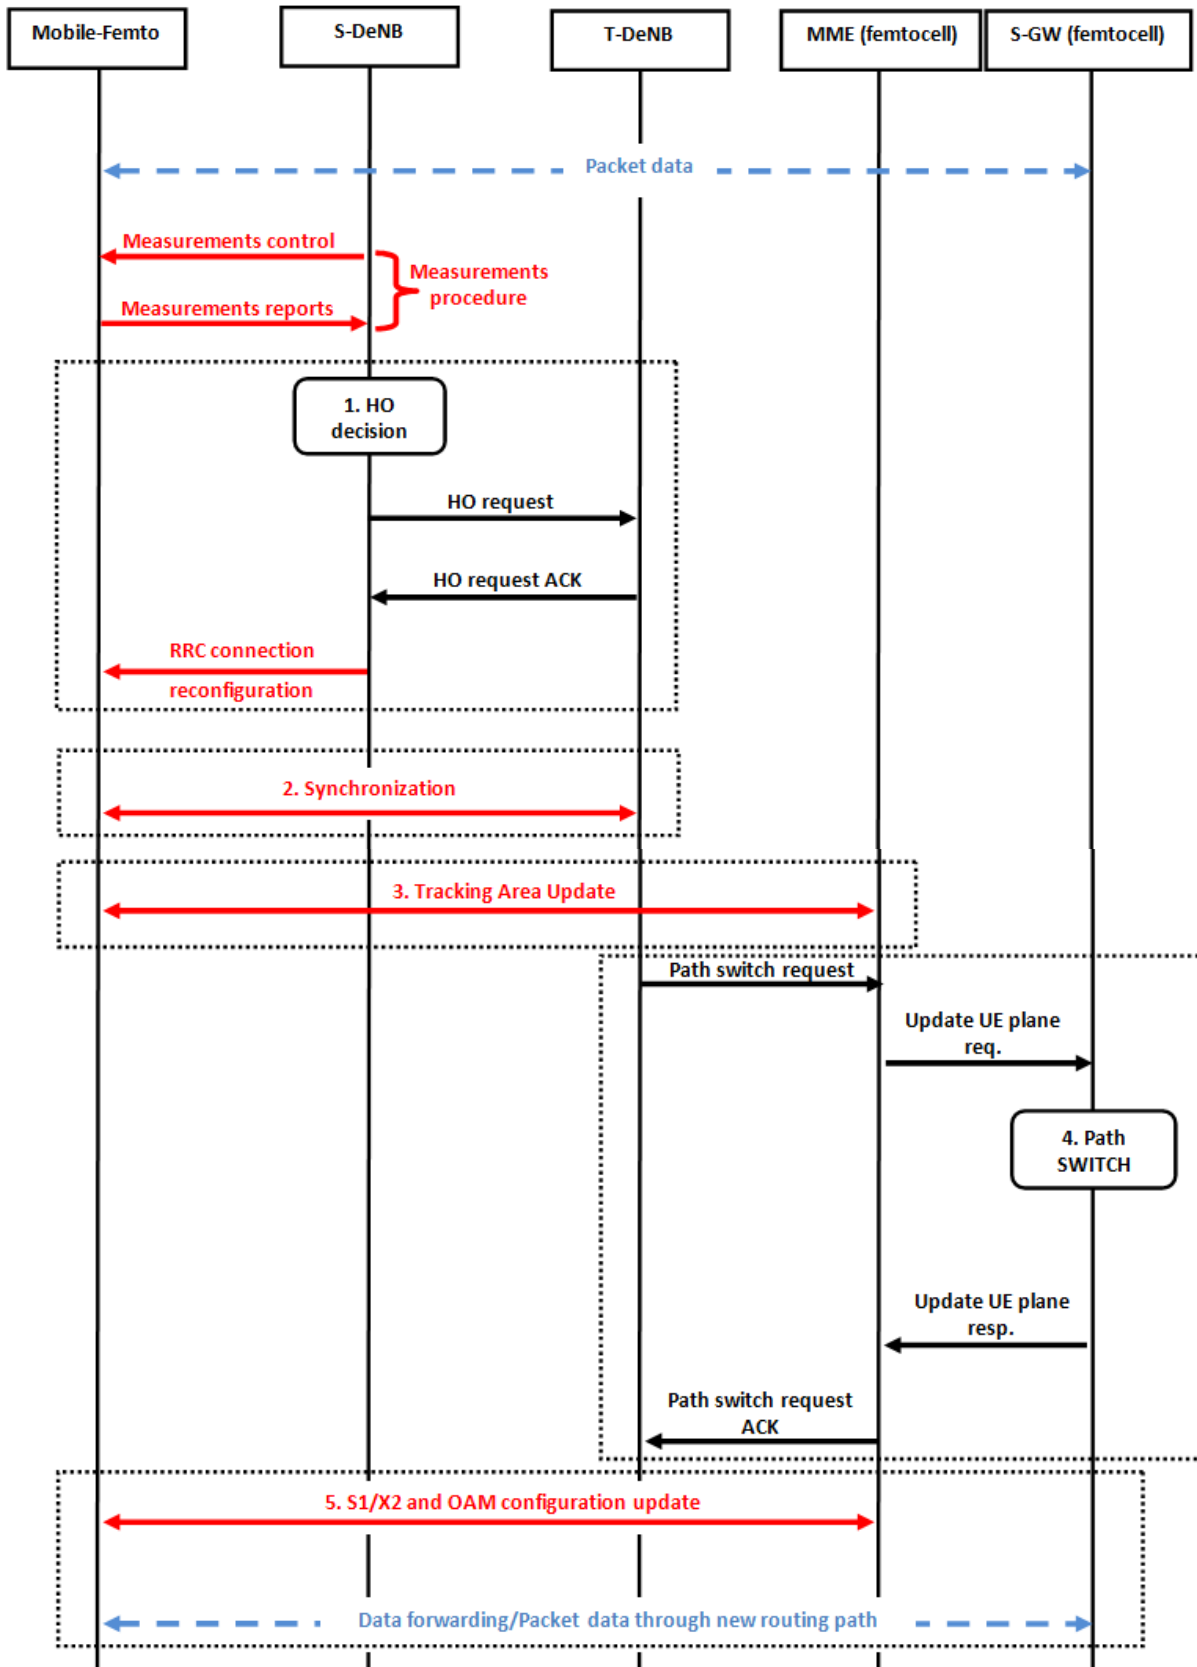 Mobile-Femto
S-DeNB
T-DeNB
MME (femtocell)
S-GW (femtocell)
Packet data
Measurements control
Measurements
procedure
Measurements reports
1. HO
decision
HO request
HO request ACK
RRC connection
reconfiguration
2. Synchronization
3. Tracking Area Update
Path switch request
Update UE plane
req.
4. Path
SWITCH
Update UE plane
resp.
Path switch request
ACK
5. S1/X2 and OAM configuration update
Data forwarding/Packet data through new routing path